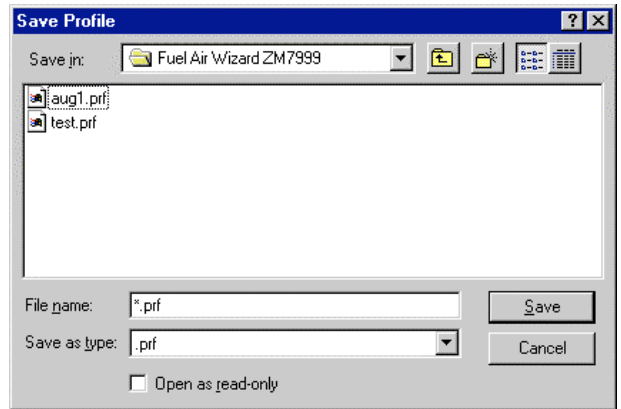 Save Profile
Save in: Fuel Air Wizard ZM7999
aug1.prf
test.prf
File name: *.prf Save
Save as type: .prf Cancel
Open as read-only